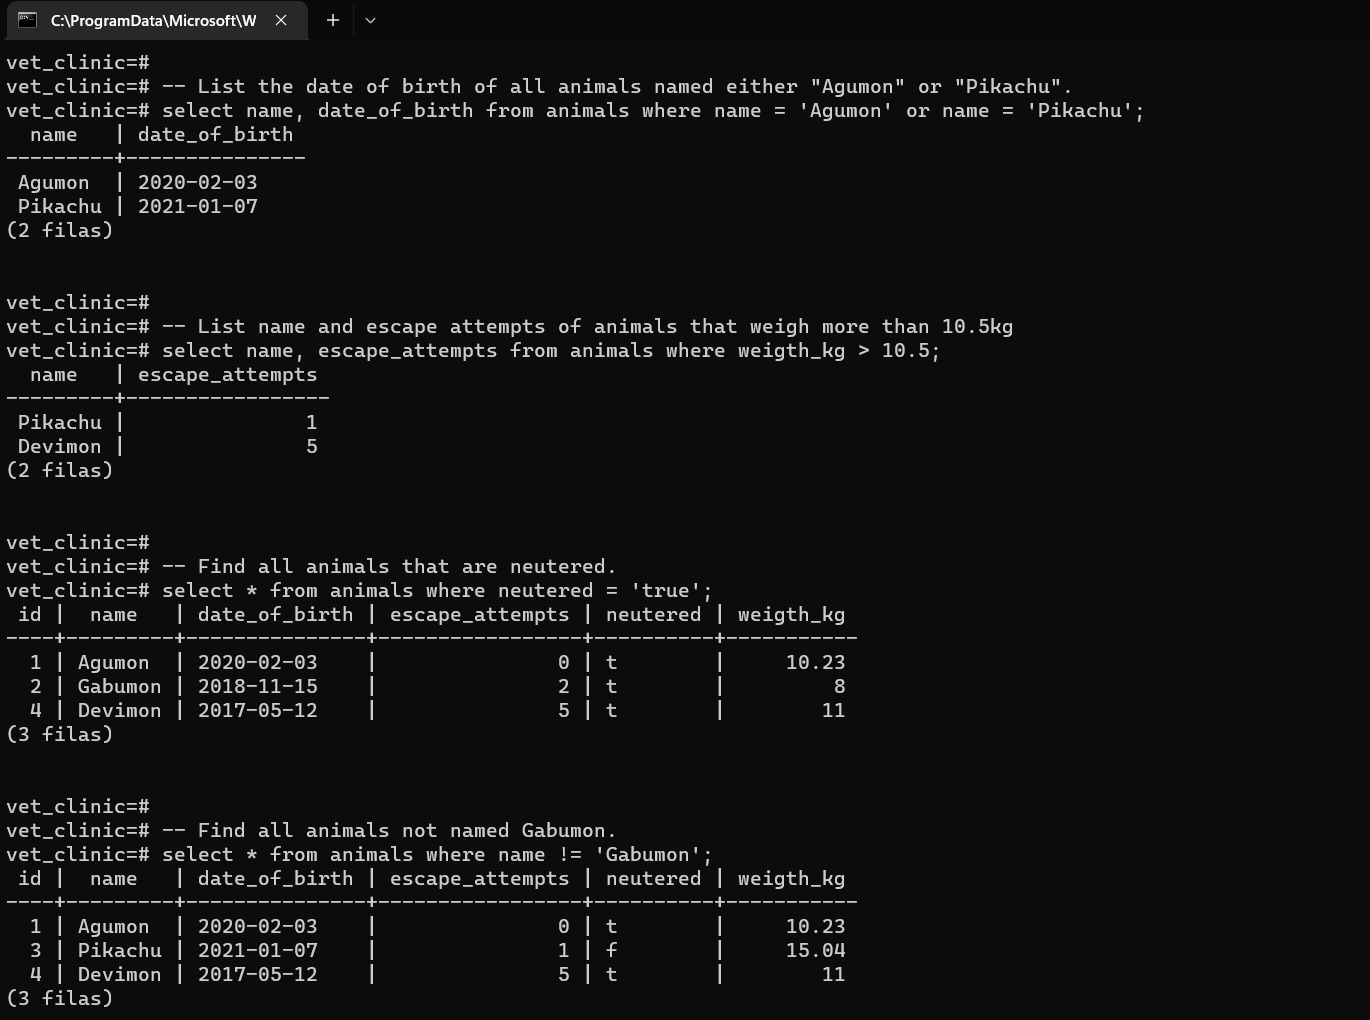 C:\ProgramData\Microsoft\W
vet_clinic=#
vet_clinic=# -- List the date of birth of all animals named either "Agumon" or "Pikachu".
vet_clinic=# select name, date_of_birth from animals where name = 'Agumon' or name = 'Pikachu';
  name   | date_of_birth
---------+---------------
 Agumon  | 2020-02-03
 Pikachu | 2021-01-07
(2 filas)
vet_clinic=#
vet_clinic=# -- List name and escape attempts of animals that weigh more than 10.5kg
vet_clinic=# select name, escape_attempts from animals where weigth_kg > 10.5;
  name   | escape_attempts
---------+-----------------
 Pikachu |               1
 Devimon |               5
(2 filas)
vet_clinic=#
vet_clinic=# -- Find all animals that are neutered.
vet_clinic=# select * from animals where neutered = 'true';
 id |  name   | date_of_birth | escape_attempts | neutered | weigth_kg
----+---------+---------------+-----------------+----------+-----------
  1 | Agumon  | 2020-02-03    |               0 | t        |     10.23
  2 | Gabumon | 2018-11-15    |               2 | t        |         8
  4 | Devimon | 2017-05-12    |               5 | t        |        11
(3 filas)
vet_clinic=#
vet_clinic=# -- Find all animals not named Gabumon.
vet_clinic=# select * from animals where name != 'Gabumon';
 id |  name   | date_of_birth | escape_attempts | neutered | weigth_kg
----+---------+---------------+-----------------+----------+-----------
  1 | Agumon  | 2020-02-03    |               0 | t        |     10.23
  3 | Pikachu | 2021-01-07    |               1 | f        |     15.04
  4 | Devimon | 2017-05-12    |               5 | t        |        11
(3 filas)